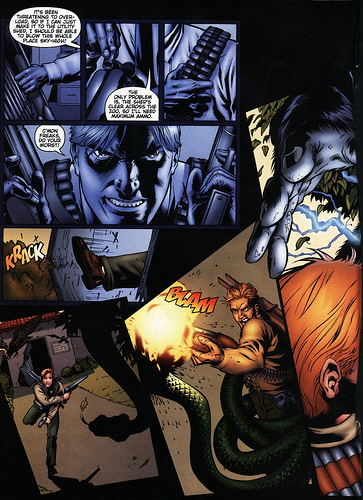 IT'S BEEN
THREATENING TO OVER-
LOAD, SO IF I CAN JUST
MAKE IT TO THE UTILITY
SHED, I SHOULD BE ABLE
TO BLOW THIS WHOLE
PLACE SKY-HIGH!
THE
ONLY PROBLEM
IS, THE SHED'S
CLEAR ACROSS THE
ZOO, SO I'LL NEED
MAXIMUM AMMO.
C'MON
FREAKS,
DO YOUR
WORST!
KRACK
BLAM